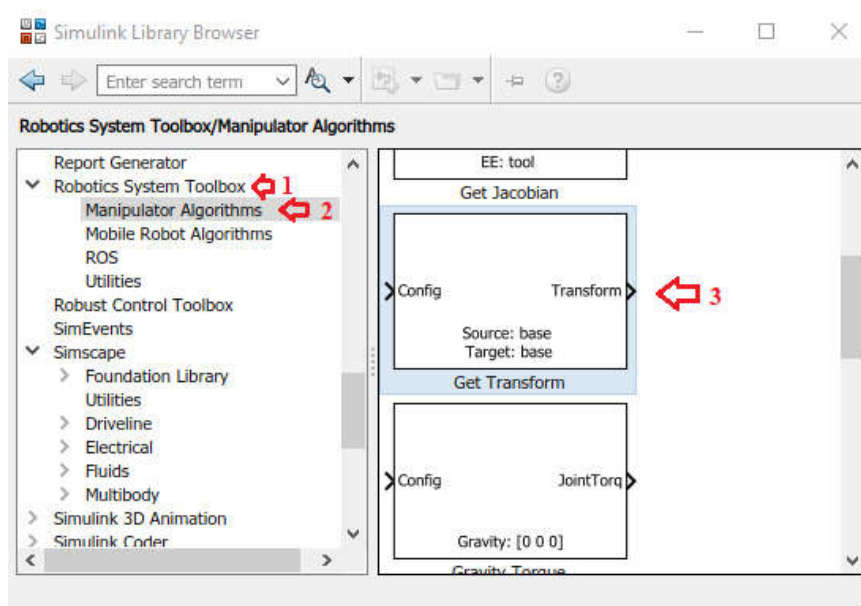 Simulink Library Browser
Enter search term
Robotics System Toolbox/Manipulator Algorithms
Report Generator
Robotics System Toolbox
1
Manipulator Algorithms
2
Mobile Robot Algorithms
ROS
Utilities
Robust Control Toolbox
SimEvents
Simscape
Foundation Library
Utilities
Driveline
Electrical
Fluids
Multibody
Simulink 3D Animation
Simulink Coder
EE: tool
Get Jacobian
Config
Transform
3
Source: base
Target: base
Get Transform
Config
JointTorq
Gravity: [0 0 0]
Gravity Torque